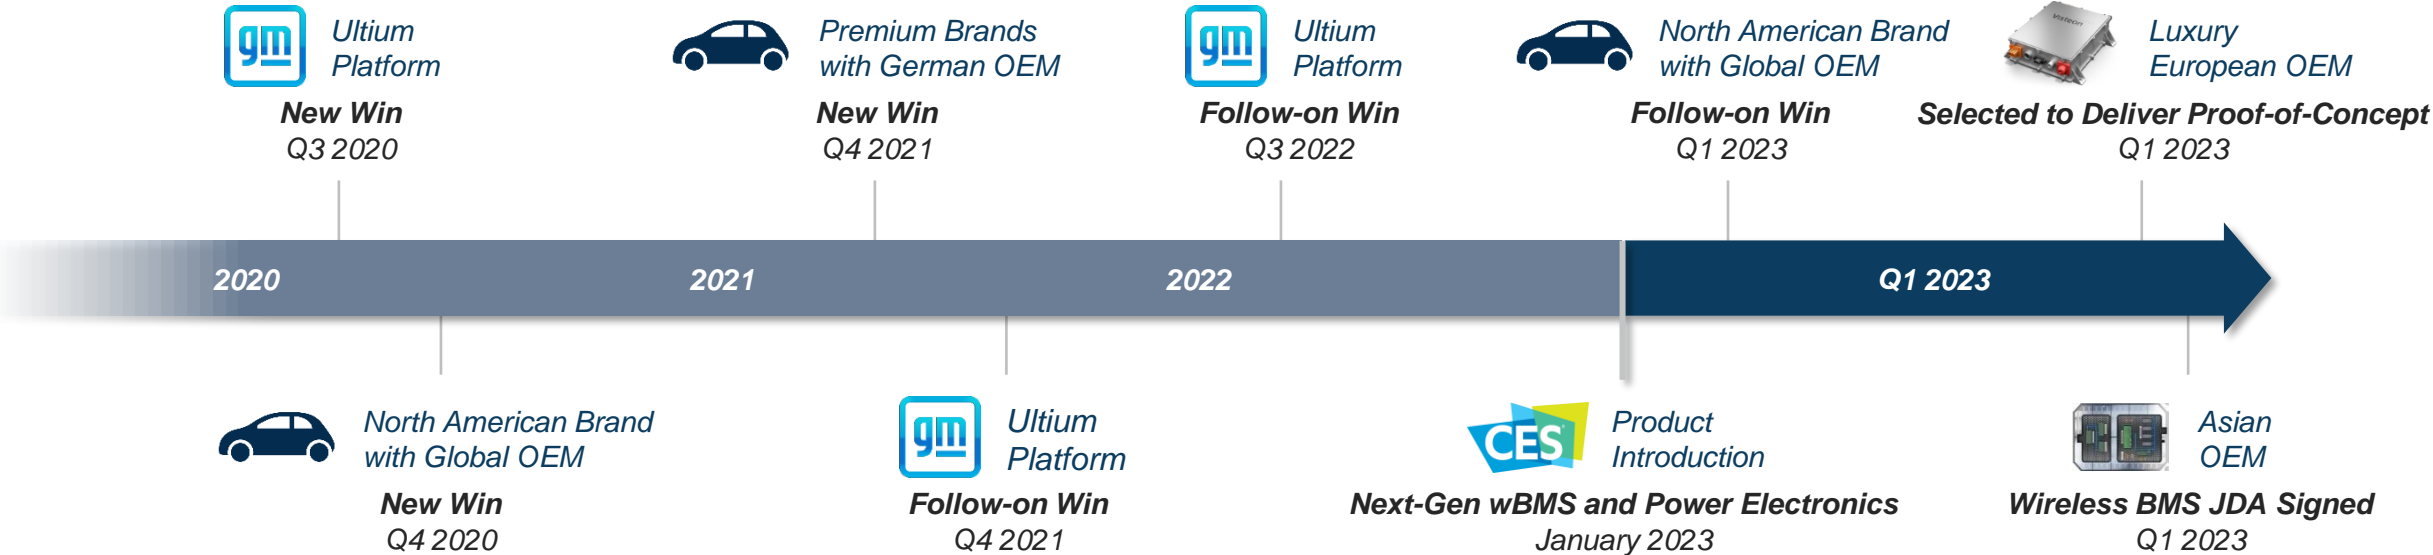 gm
Ultium
Platform
New Win
Q3 2020
Premium Brands
with German OEM
New Win
Q4 2021
gm
Ultium
Platform
Follow-on Win
Q3 2022
North American Brand
with Global OEM
Follow-on Win
Q1 2023
Visteon
Luxury
European OEM
Selected to Deliver Proof-of-Concept
Q1 2023
2020
2021
2022
Q1 2023
North American Brand
with Global OEM
New Win
Q4 2020
gm
Ultium
Platform
Follow-on Win
Q4 2021
CES
Product
Introduction
Next-Gen wBMS and Power Electronics
January 2023
Asian
OEM
Wireless BMS JDA Signed
Q1 2023